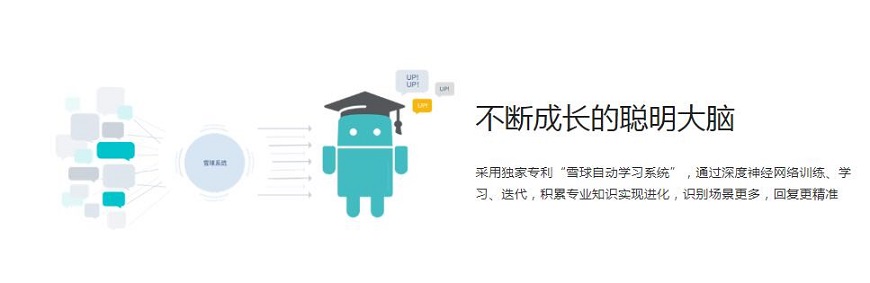 UP!
UP!
UP!
UP!
雪球系统
不断成长的聪明大脑
采用独家专利“雪球自动学习系统”，通过深度神经网络训练、学
习、迭代，积累专业知识实现进化，识别场景更多，回复更精准